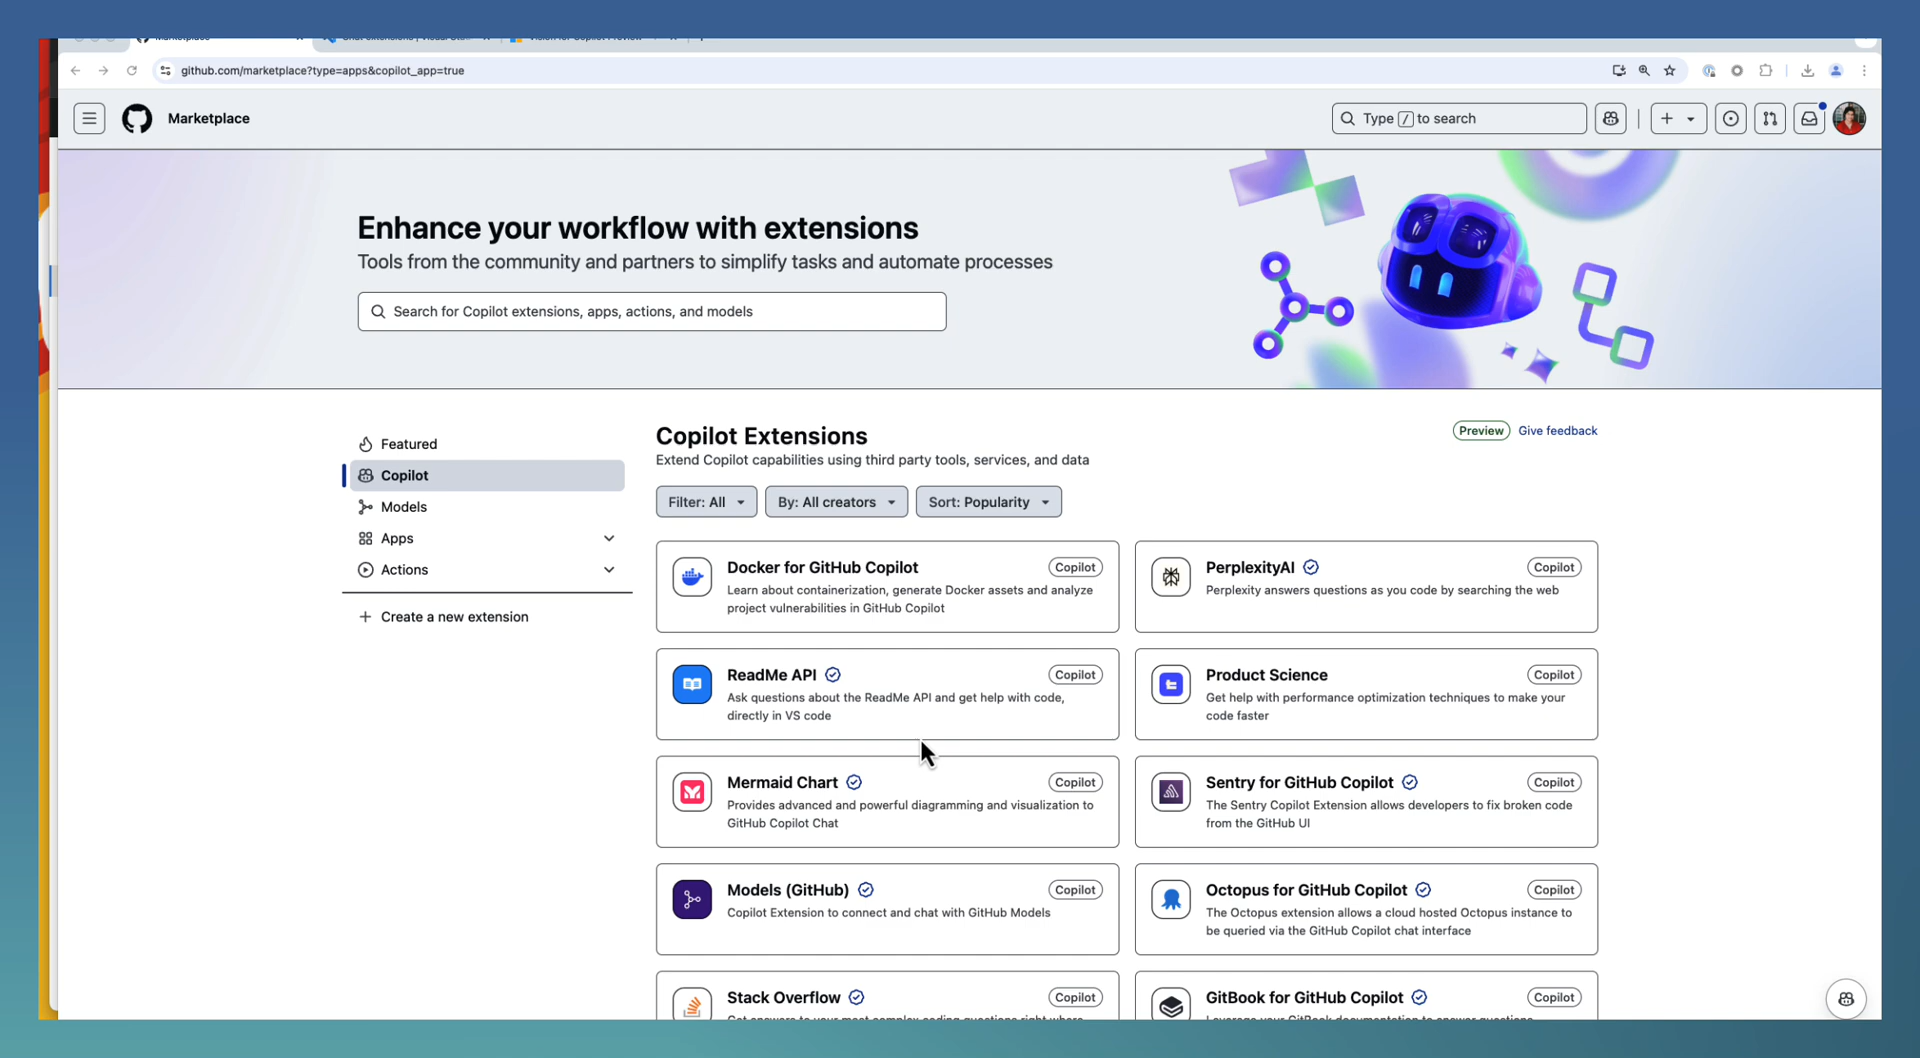 Marketplace
github.com/marketplace?type=apps&copilot_app=true
Marketplace
Type / to search
Enhance your workflow with extensions
Tools from the community and partners to simplify tasks and automate processes
Search for Copilot extensions, apps, actions, and models
Featured
Copilot
Models
Apps
Actions
Create a new extension
Copilot Extensions
Preview
Give feedback
Extend Copilot capabilities using third party tools, services, and data
Filter: All
By: All creators
Sort: Popularity
Docker for GitHub Copilot
Copilot
Learn about containerization, generate Docker assets and analyze
project vulnerabilities in GitHub Copilot
PerplexityAI
Copilot
Perplexity answers questions as you code by searching the web
ReadMe API
Copilot
Ask questions about the ReadMe API and get help with code,
directly in VS code
Product Science
Copilot
Get help with performance optimization techniques to make your
code faster
Mermaid Chart
Copilot
Provides advanced and powerful diagramming and visualization to
GitHub Copilot Chat
Sentry for GitHub Copilot
Copilot
The Sentry Copilot Extension allows developers to fix broken code
from the GitHub UI
Models (GitHub)
Copilot
Copilot Extension to connect and chat with GitHub Models
Octopus for GitHub Copilot
Copilot
The Octopus extension allows a cloud hosted Octopus instance to
be queried via the GitHub Copilot chat interface
Stack Overflow
Copilot
GitBook for GitHub Copilot
Copilot